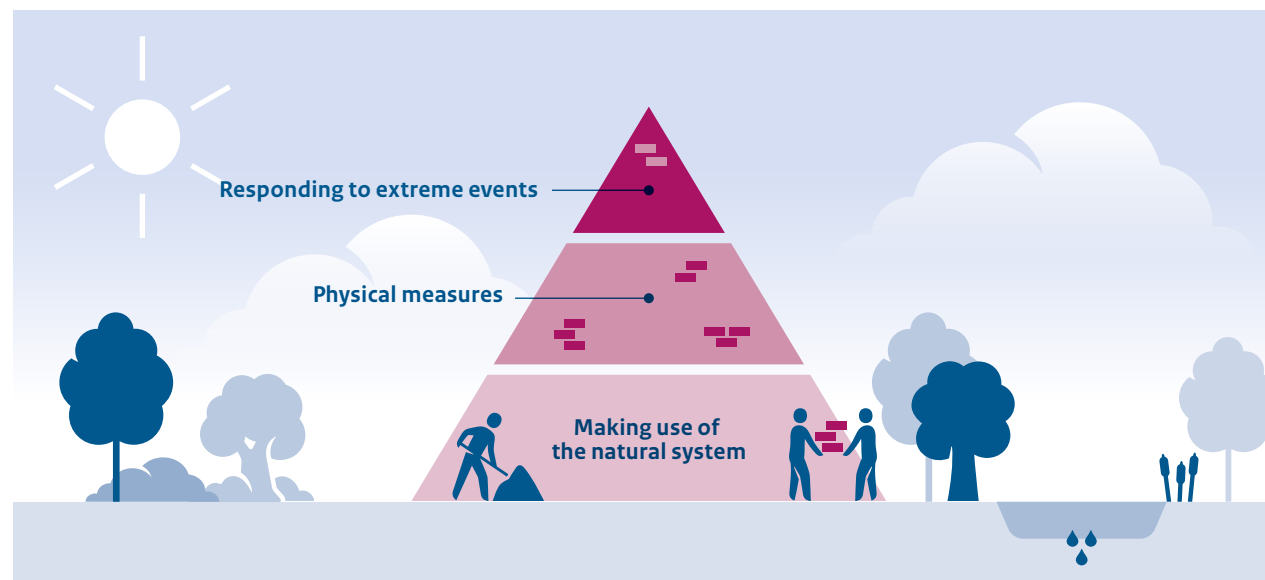 Responding to extreme events
Physical measures
Making use of
the natural system